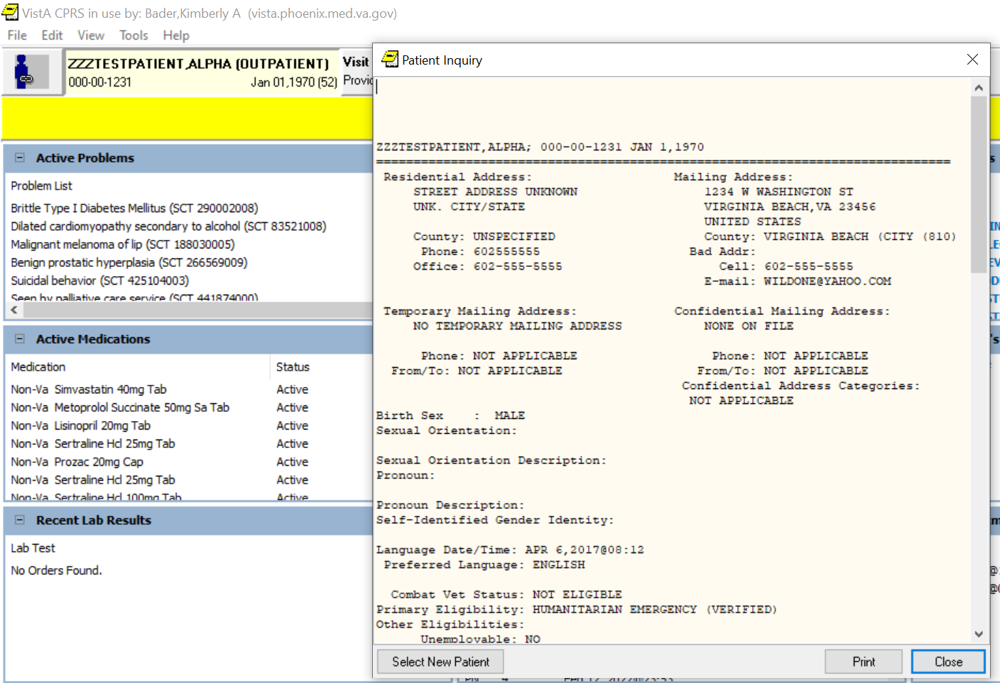 VistA CPRS in use by: Bader,Kimberly A (vista.phoenix.med.va.gov)
File Edit View Tools Help
ZZZTESTPATIENT,ALPHA (OUTPATIENT)
000-00-1231 Jan 01,1970 (52)
Visit
Active Problems
Problem List
Brittle Type I Diabetes Mellitus (SCT 290002008)
Dilated cardiomyopathy secondary to alcohol (SCT 83521008)
Malignant melanoma of lip (SCT 188030005)
Benign prostatic hyperplasia (SCT 266569009)
Suicidal behavior (SCT 425104003)
Seen by palliative care service (SCT 441874000)
Active Medications
Medication Status
Non-Va Simvastatin 40mg Tab Active
Non-Va Metoprolol Succinate 50mg Sa Tab Active
Non-Va Lisinopril 20mg Tab Active
Non-Va Sertraline Hcl 25mg Tab Active
Non-Va Prozac 20mg Cap Active
Non-Va Sertraline Hcl 25mg Tab Active
Non-Va Sertraline Hcl 100mg Tab Active
Recent Lab Results
Lab Test
No Orders Found.
Patient Inquiry
ZZZTESTPATIENT,ALPHA; 000-00-1231 JAN 1,1970
=============================================================================
Residential Address: Mailing Address:
STREET ADDRESS UNKNOWN 1234 W WASHINGTON ST
UNK. CITY/STATE VIRGINIA BEACH,VA 23456
UNITED STATES
County: UNSPECIFIED County: VIRGINIA BEACH (CITY (810)
Phone: 602555555 Bad Addr:
Office: 602-555-5555 Cell: 602-555-5555
E-mail: WILDONE@YAHOO.COM
Temporary Mailing Address: Confidential Mailing Address:
NO TEMPORARY MAILING ADDRESS NONE ON FILE
Phone: NOT APPLICABLE Phone: NOT APPLICABLE
From/To: NOT APPLICABLE From/To: NOT APPLICABLE
Confidential Address Categories:
NOT APPLICABLE
Birth Sex : MALE
Sexual Orientation:
Sexual Orientation Description:
Pronoun:
Pronoun Description:
Self-Identified Gender Identity:
Language Date/Time: APR 6,2017@08:12
Preferred Language: ENGLISH
Combat Vet Status: NOT ELIGIBLE
Primary Eligibility: HUMANITARIAN EMERGENCY (VERIFIED)
Other Eligibilities:
Unemployable: NO
Select New Patient Print Close